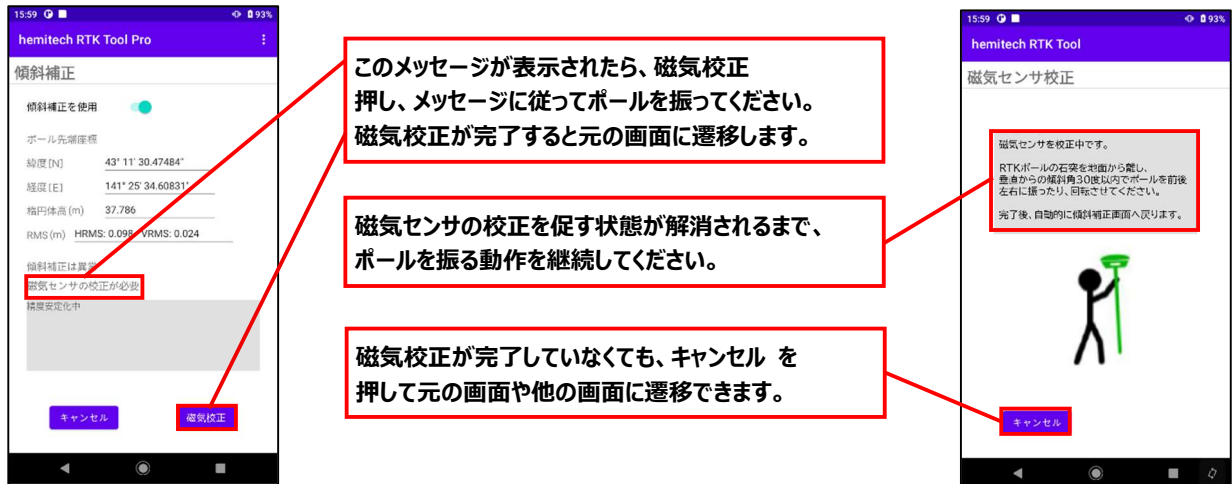 15:59
93%
hemitech RTK Tool Pro
傾斜補正
傾斜補正を使用
ポール先端座標
緯度[N] 43° 11' 30.47484"
経度[E] 141° 25' 34.60831"
楕円体高(m) 37.786
RMS(m) HRMS: 0.098 VRMS: 0.024
傾斜補正は異常
磁気センサの校正が必要
精度安定化中
キャンセル
磁気校正
このメッセージが表示されたら、磁気校正
押し、メッセージに従ってポールを振ってください。
磁気校正が完了すると元の画面に遷移します。
磁気センサの校正を促す状態が解消されるまで、
ポールを振る動作を継続してください。
磁気校正が完了していなくても、キャンセル を
押して元の画面や他の画面に遷移できます。
15:59
93%
hemitech RTK Tool
磁気センサ校正
磁気センサを校正中です。
RTKポールの石突を地面から離し、
垂直からの傾斜角30度以内でポールを前後
左右に振ったり、回転させてください。
完了後、自動的に傾斜補正画面へ戻ります。
キャンセル